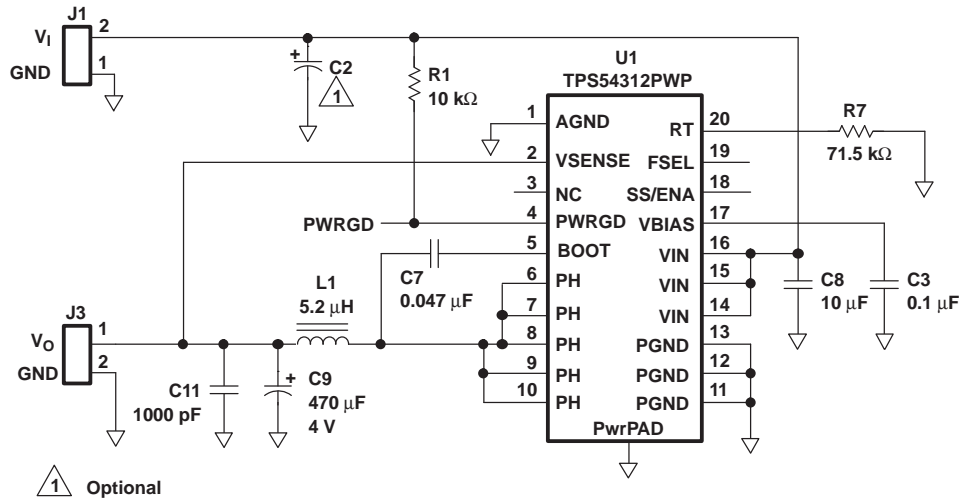 J1
V_I
2
GND
1
C2
+
1
R1
10 kΩ
U1
TPS54312PWP
1
AGND
2
VSENSE
3
NC
PWRGD
4
PWRGD
5
BOOT
6
PH
7
PH
8
PH
9
PH
10
PH
PwrPAD
20
RT
19
FSEL
18
SS/ENA
17
VBIAS
16
VIN
15
VIN
14
VIN
13
PGND
12
PGND
11
PGND
R7
71.5 kΩ
C8
10 μF
C3
0.1 μF
C7
0.047 μF
L1
5.2 μH
J3
V_O
1
GND
2
C11
1000 pF
+
C9
470 μF
4 V
1 Optional